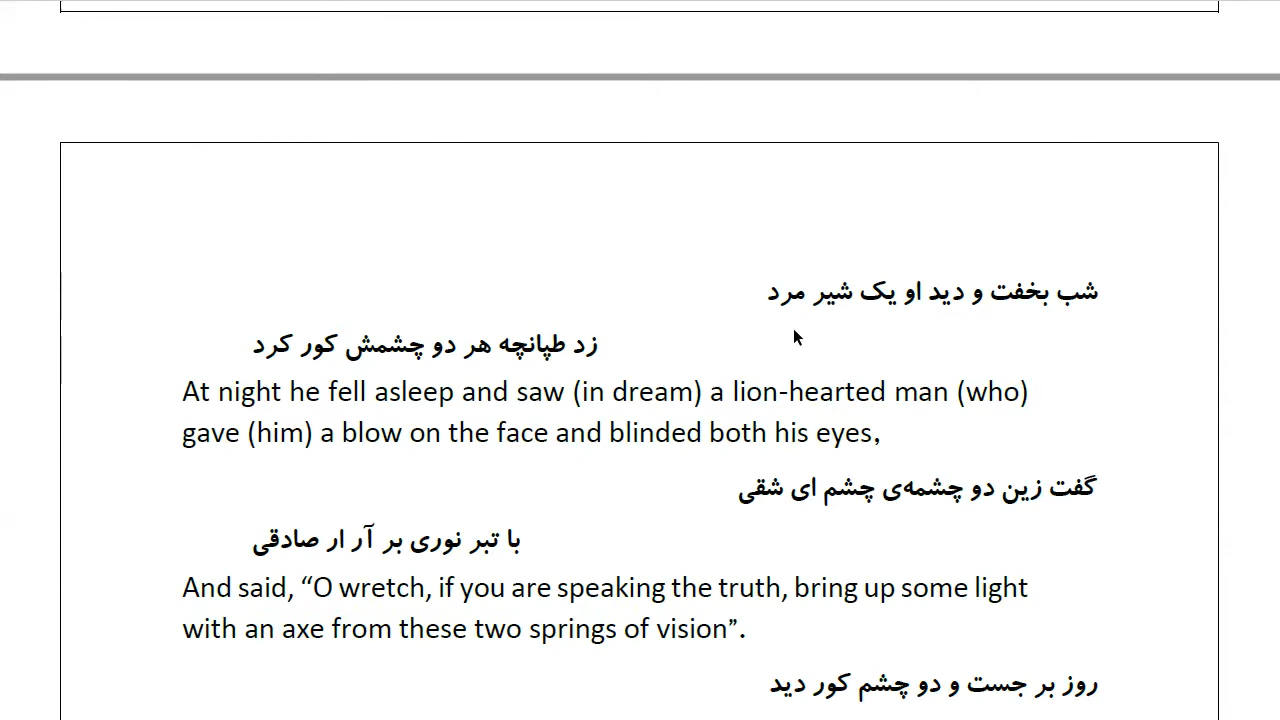 شب بخفت و دید او یک شیر مرد
زد طپانچه هر دو چشمش کور کرد
At night he fell asleep and saw (in dream) a lion-hearted man (who)
gave (him) a blow on the face and blinded both his eyes,
گفت زین دو چشمه‌ی چشم ای شقی
با تبر نوری بر آر ار صادقی
And said, “O wretch, if you are speaking the truth, bring up some light
with an axe from these two springs of vision”.
روز بر جست و دو چشم کور دید